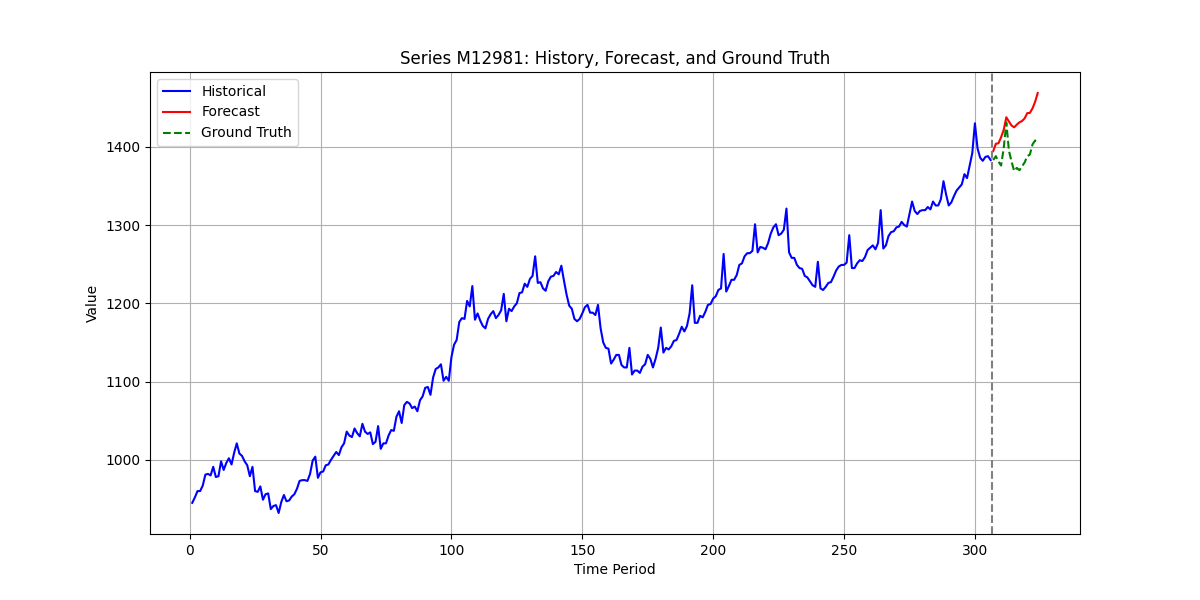 Series M12981: History, Forecast, and Ground Truth
Historical
Forecast
Ground Truth
Value
1400
1300
1200
1100
1000
0 50 100 150 200 250 300
Time Period